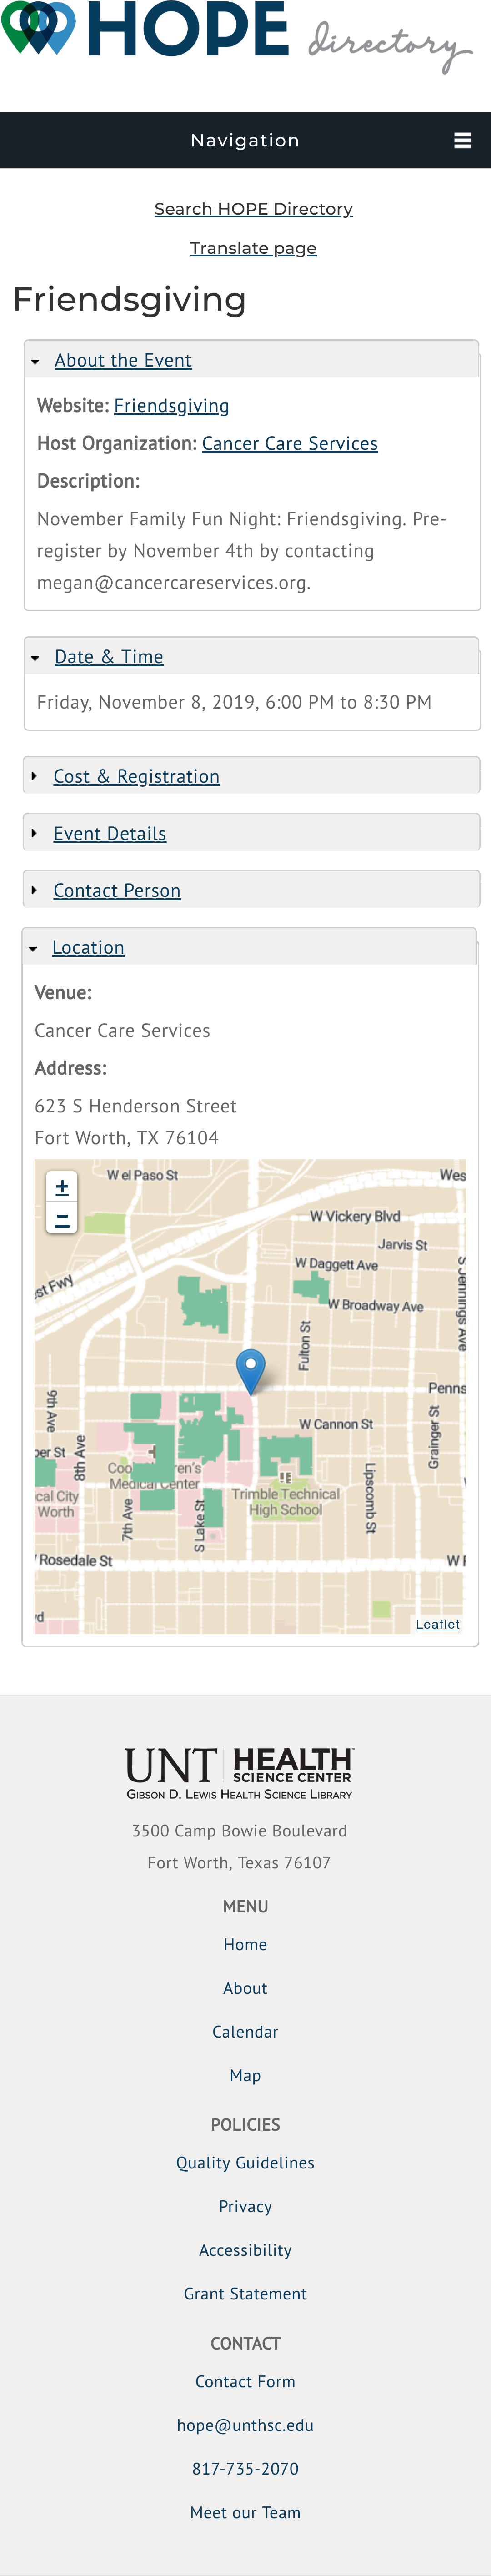 HOPE directory
Navigation
Search HOPE Directory
Translate page
Friendsgiving
About the Event
Website: Friendsgiving
Host Organization: Cancer Care Services
Description:
November Family Fun Night: Friendsgiving. Pre-
register by November 4th by contacting
megan@cancercareservices.org.
Date & Time
Friday, November 8, 2019, 6:00 PM to 8:30 PM
Cost & Registration
Event Details
Contact Person
Location
Venue:
Cancer Care Services
Address:
623 S Henderson Street
Fort Worth, TX 76104
+
−
W el Paso St
Wes
W Vickery Blvd
Jarvis St
W Daggett Ave
S Jennings Ave
est Fwy
W Broadway Ave
Fulton St
Penns
9th Ave
8th Ave
W Cannon St
Grainger St
per St
Coo
ren's
Medical Center
cal City
Worth
7th Ave
S Lake St
Trimble Technical
High School
Lipscomb St
Rosedale St
W
Leaflet
UNT HEALTH
SCIENCE CENTER
GIBSON D. LEWIS HEALTH SCIENCE LIBRARY
3500 Camp Bowie Boulevard
Fort Worth, Texas 76107
MENU
Home
About
Calendar
Map
POLICIES
Quality Guidelines
Privacy
Accessibility
Grant Statement
CONTACT
Contact Form
hope@unthsc.edu
817-735-2070
Meet our Team